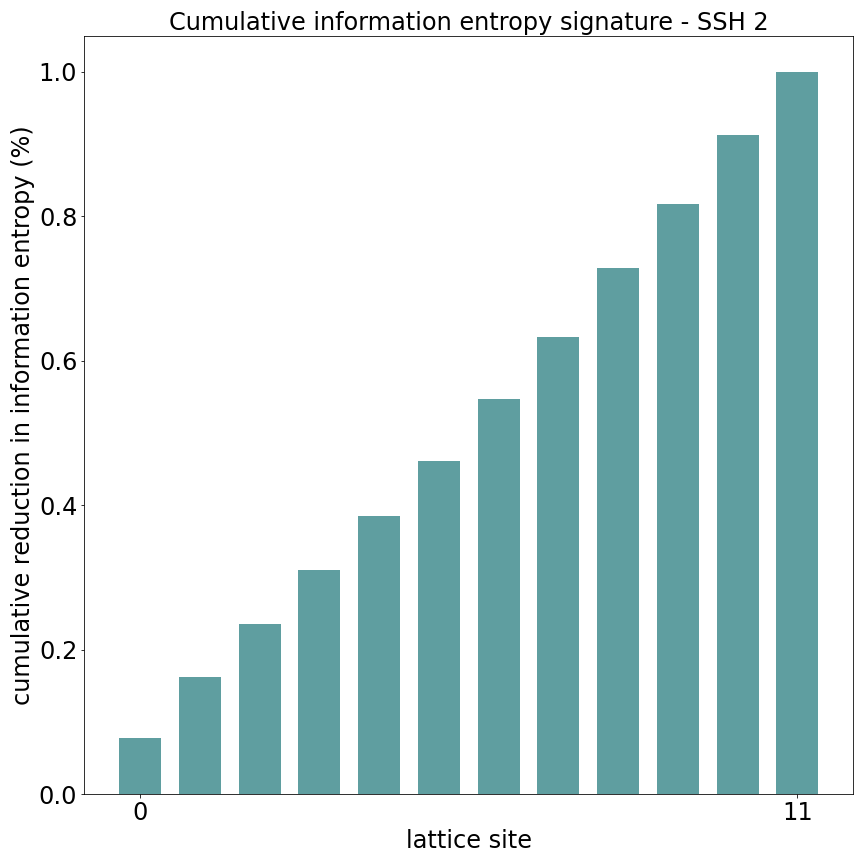 Cumulative information entropy signature - SSH 2
cumulative reduction in information entropy (%)
1.0
0.8
0.6
0.4
0.2
0.0
0
11
lattice site